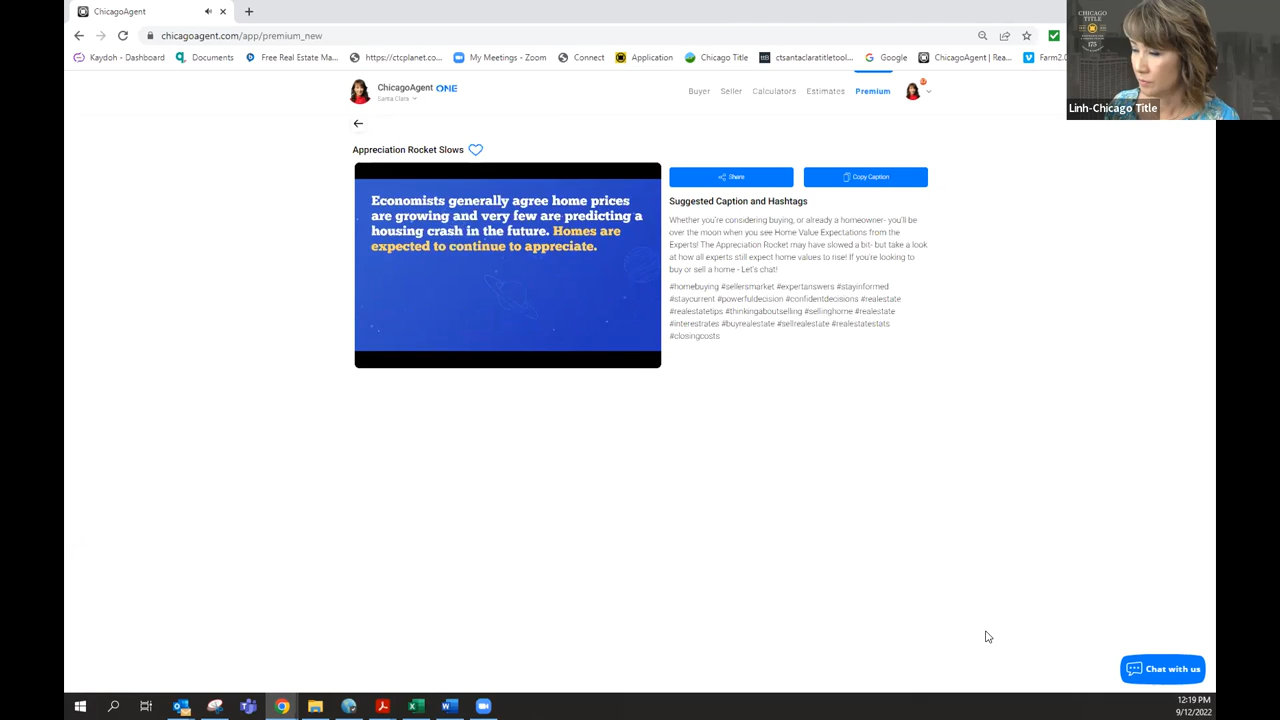 ChicagoAgent
chicagoagent.com/app/premium_new
Kaydoh - Dashboard
Documents
Free Real Estate Ma...
https://ctcplanet.co...
My Meetings - Zoom
Connect
Application
Chicago Title
ctsantaclaratitletool...
Google
ChicagoAgent | Rea...
Farm2.0
CHICAGO
TITLE
175
Linh-Chicago Title
ChicagoAgent ONE
Santa Clara
Buyer
Seller
Calculators
Estimates
Premium
Appreciation Rocket Slows
Economists generally agree home prices
are growing and very few are predicting a
housing crash in the future. Homes are
expected to continue to appreciate.
Share
Copy Caption
Suggested Caption and Hashtags
Whether you're considering buying, or already a homeowner- you'll be
over the moon when you see Home Value Expectations from the
Experts! The Appreciation Rocket may have slowed a bit- but take a look
at how all experts still expect home values to rise! If you're looking to
buy or sell a home - Let's chat!
#homebuying #sellersmarket #expertanswers #stayinformed
#staycurrent #powerfuldecision #confidentdecisions #realestate
#realestatetips #thinkingaboutselling #sellinghome #realestate
#interestrates #buyrealestate #sellrealestate #realestatestats
#closingcosts
Chat with us
12:19 PM
9/12/2022